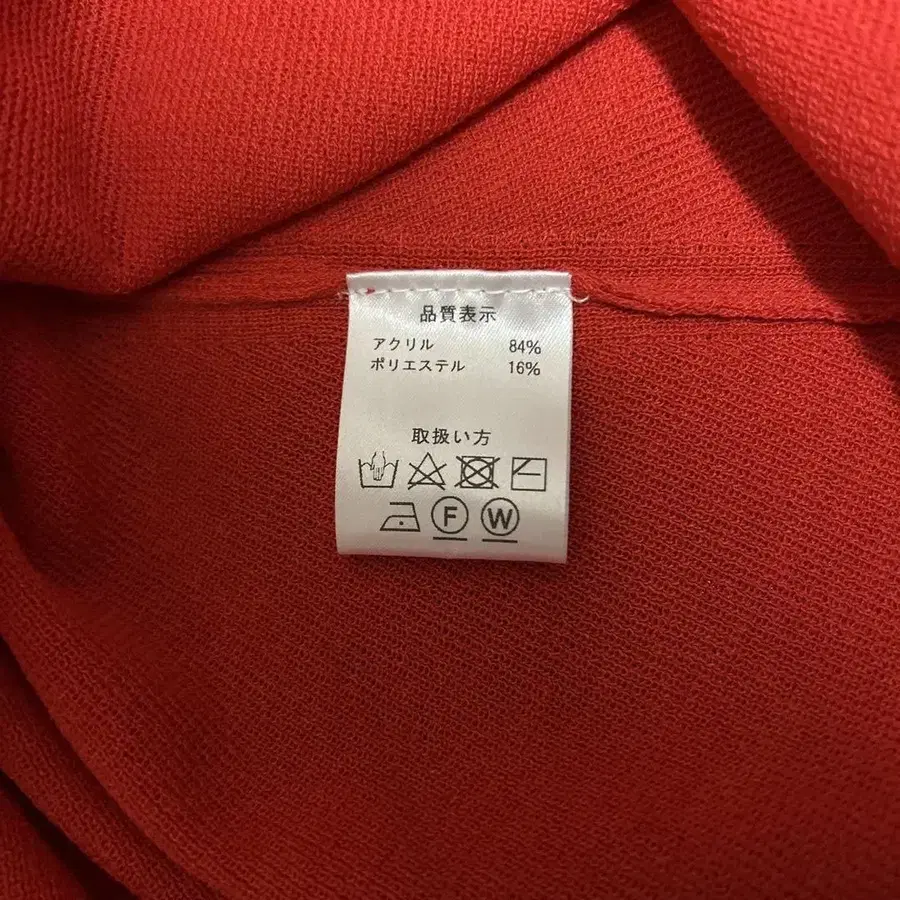 品質表示
アクリル 84%
ポリエステル 16%
取扱い方
F W